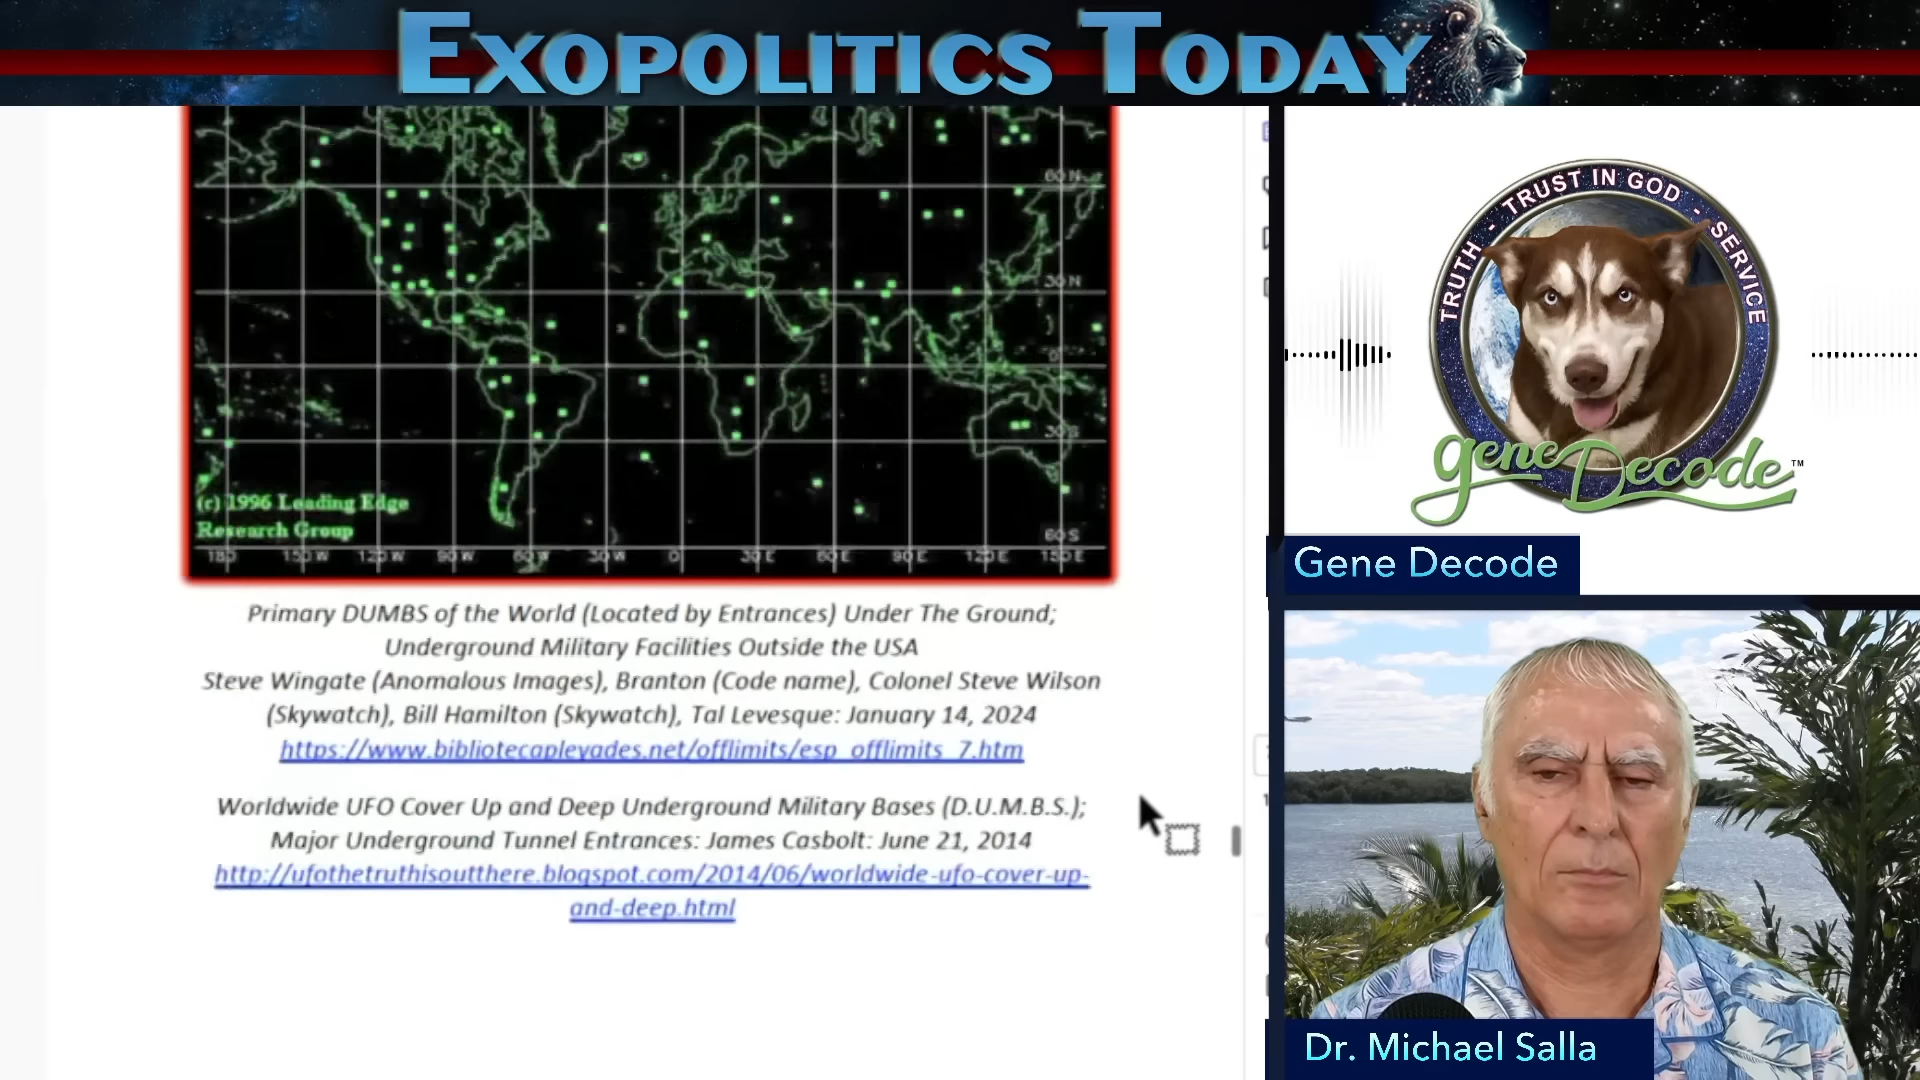 EXOPOLITICS TODAY
60 N
30 N
0
30 S
(c) 1996 Leading Edge
Research Group
60 S
180 150 W 120 W 90 W 60 W 30 W 0 30 E 60 E 90 E 120 E 150 E
Primary DUMBS of the World (Located by Entrances) Under The Ground;
Underground Military Facilities Outside the USA
Steve Wingate (Anomalous Images), Branton (Code name), Colonel Steve Wilson
(Skywatch), Bill Hamilton (Skywatch), Tal Levesque: January 14, 2024
https://www.bibliotecapleyades.net/offlimits/esp_offlimits_7.htm
Worldwide UFO Cover Up and Deep Underground Military Bases (D.U.M.B.S.);
Major Underground Tunnel Entrances: James Casbolt: June 21, 2014
http://ufothetruthisoutthere.blogspot.com/2014/06/worldwide-ufo-cover-up-
and-deep.html
TRUTH - TRUST IN GOD - SERVICE
gene Decode™
Gene Decode
Dr. Michael Salla